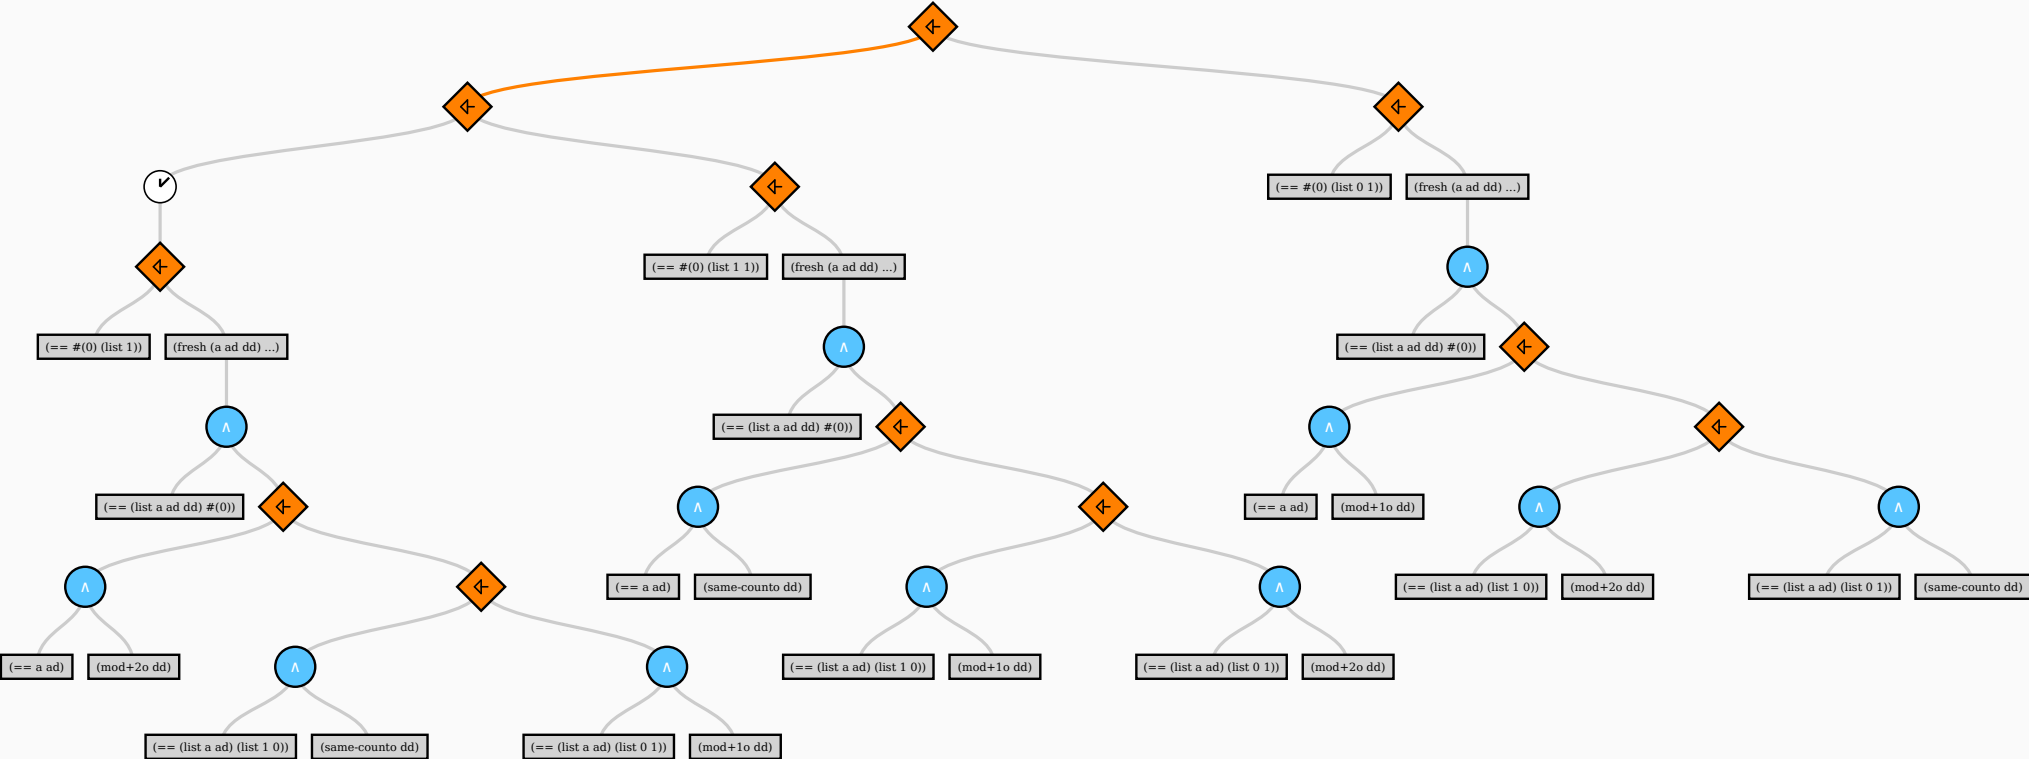 (== #(0) (list 0 1))
(fresh (a ad dd) ...)
(== #(0) (list 1 1))
(fresh (a ad dd) ...)
(== #(0) (list 1))
(fresh (a ad dd) ...)
(== (list a ad dd) #(0))
∧
(== (list a ad dd) #(0))
∧
∧
∧
(== (list a ad dd) #(0))
∧
(== a ad)
(mod+1o dd)
∧
∧
∧
(== a ad)
(same-counto dd)
∧
∧
(== (list a ad) (list 1 0))
(mod+2o dd)
(== (list a ad) (list 0 1))
(same-counto dd)
(== a ad)
(mod+2o dd)
∧
∧
(== (list a ad) (list 1 0))
(mod+1o dd)
(== (list a ad) (list 0 1))
(mod+2o dd)
(== (list a ad) (list 1 0))
(same-counto dd)
(== (list a ad) (list 0 1))
(mod+1o dd)